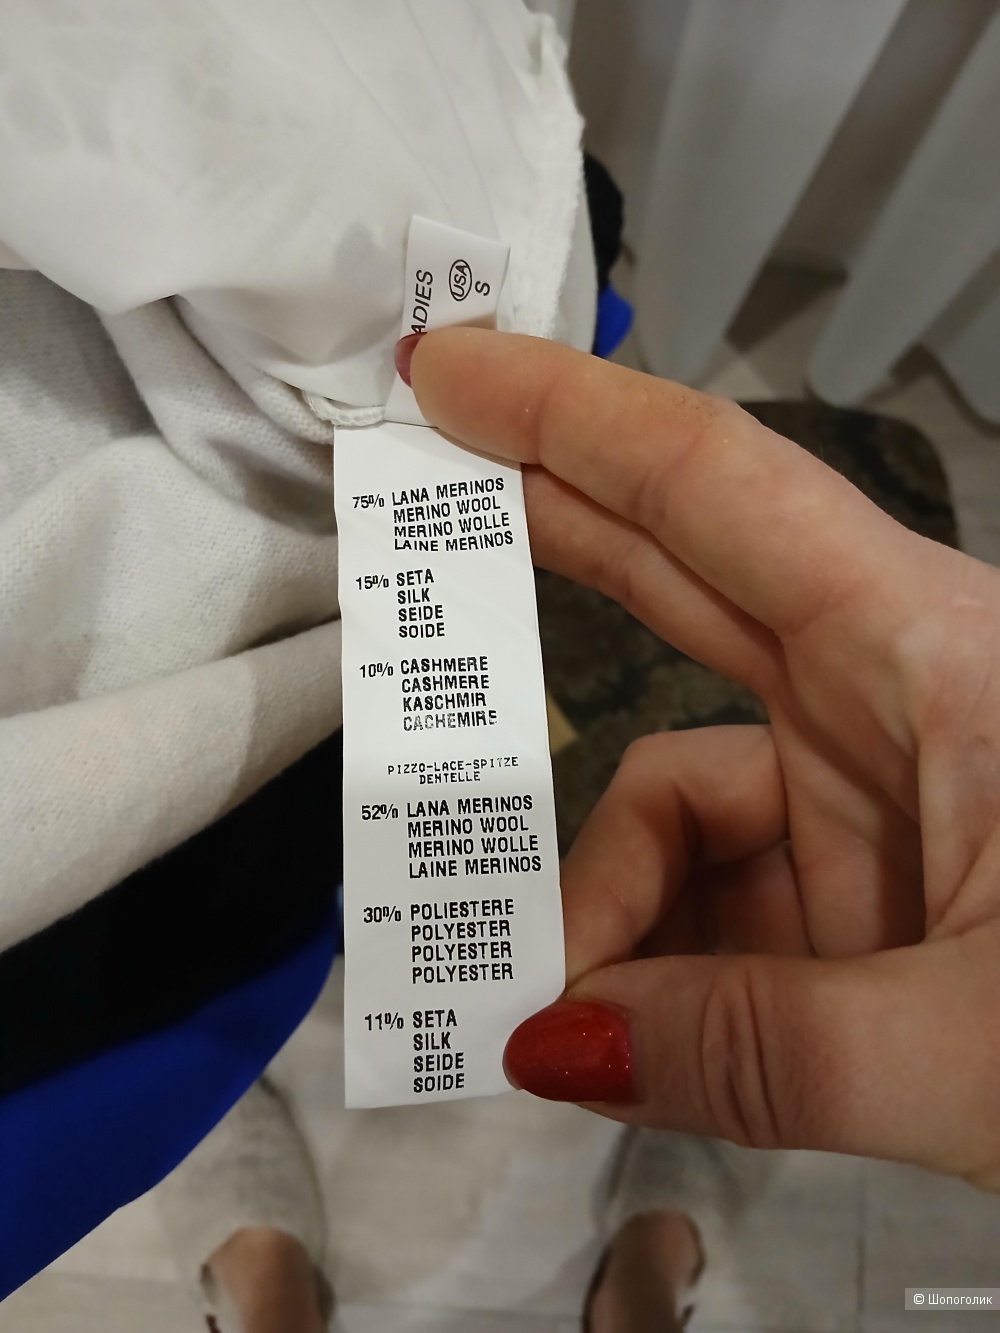 ADIES
USA
S
75% LANA MERINOS
MERINO WOOL
MERINO WOLLE
LAINE MERINOS
15% SETA
SILK
SEIDE
SOIDE
10% CASHMERE
CASHMERE
KASCHMIR
CACHEMIRE
PIZZO-LACE-SPITZE
DENTELLE
52% LANA MERINOS
MERINO WOOL
MERINO WOLLE
LAINE MERINOS
30% POLIESTERE
POLYESTER
POLYESTER
POLYESTER
11% SETA
SILK
SEIDE
SOIDE
© Шопоголик